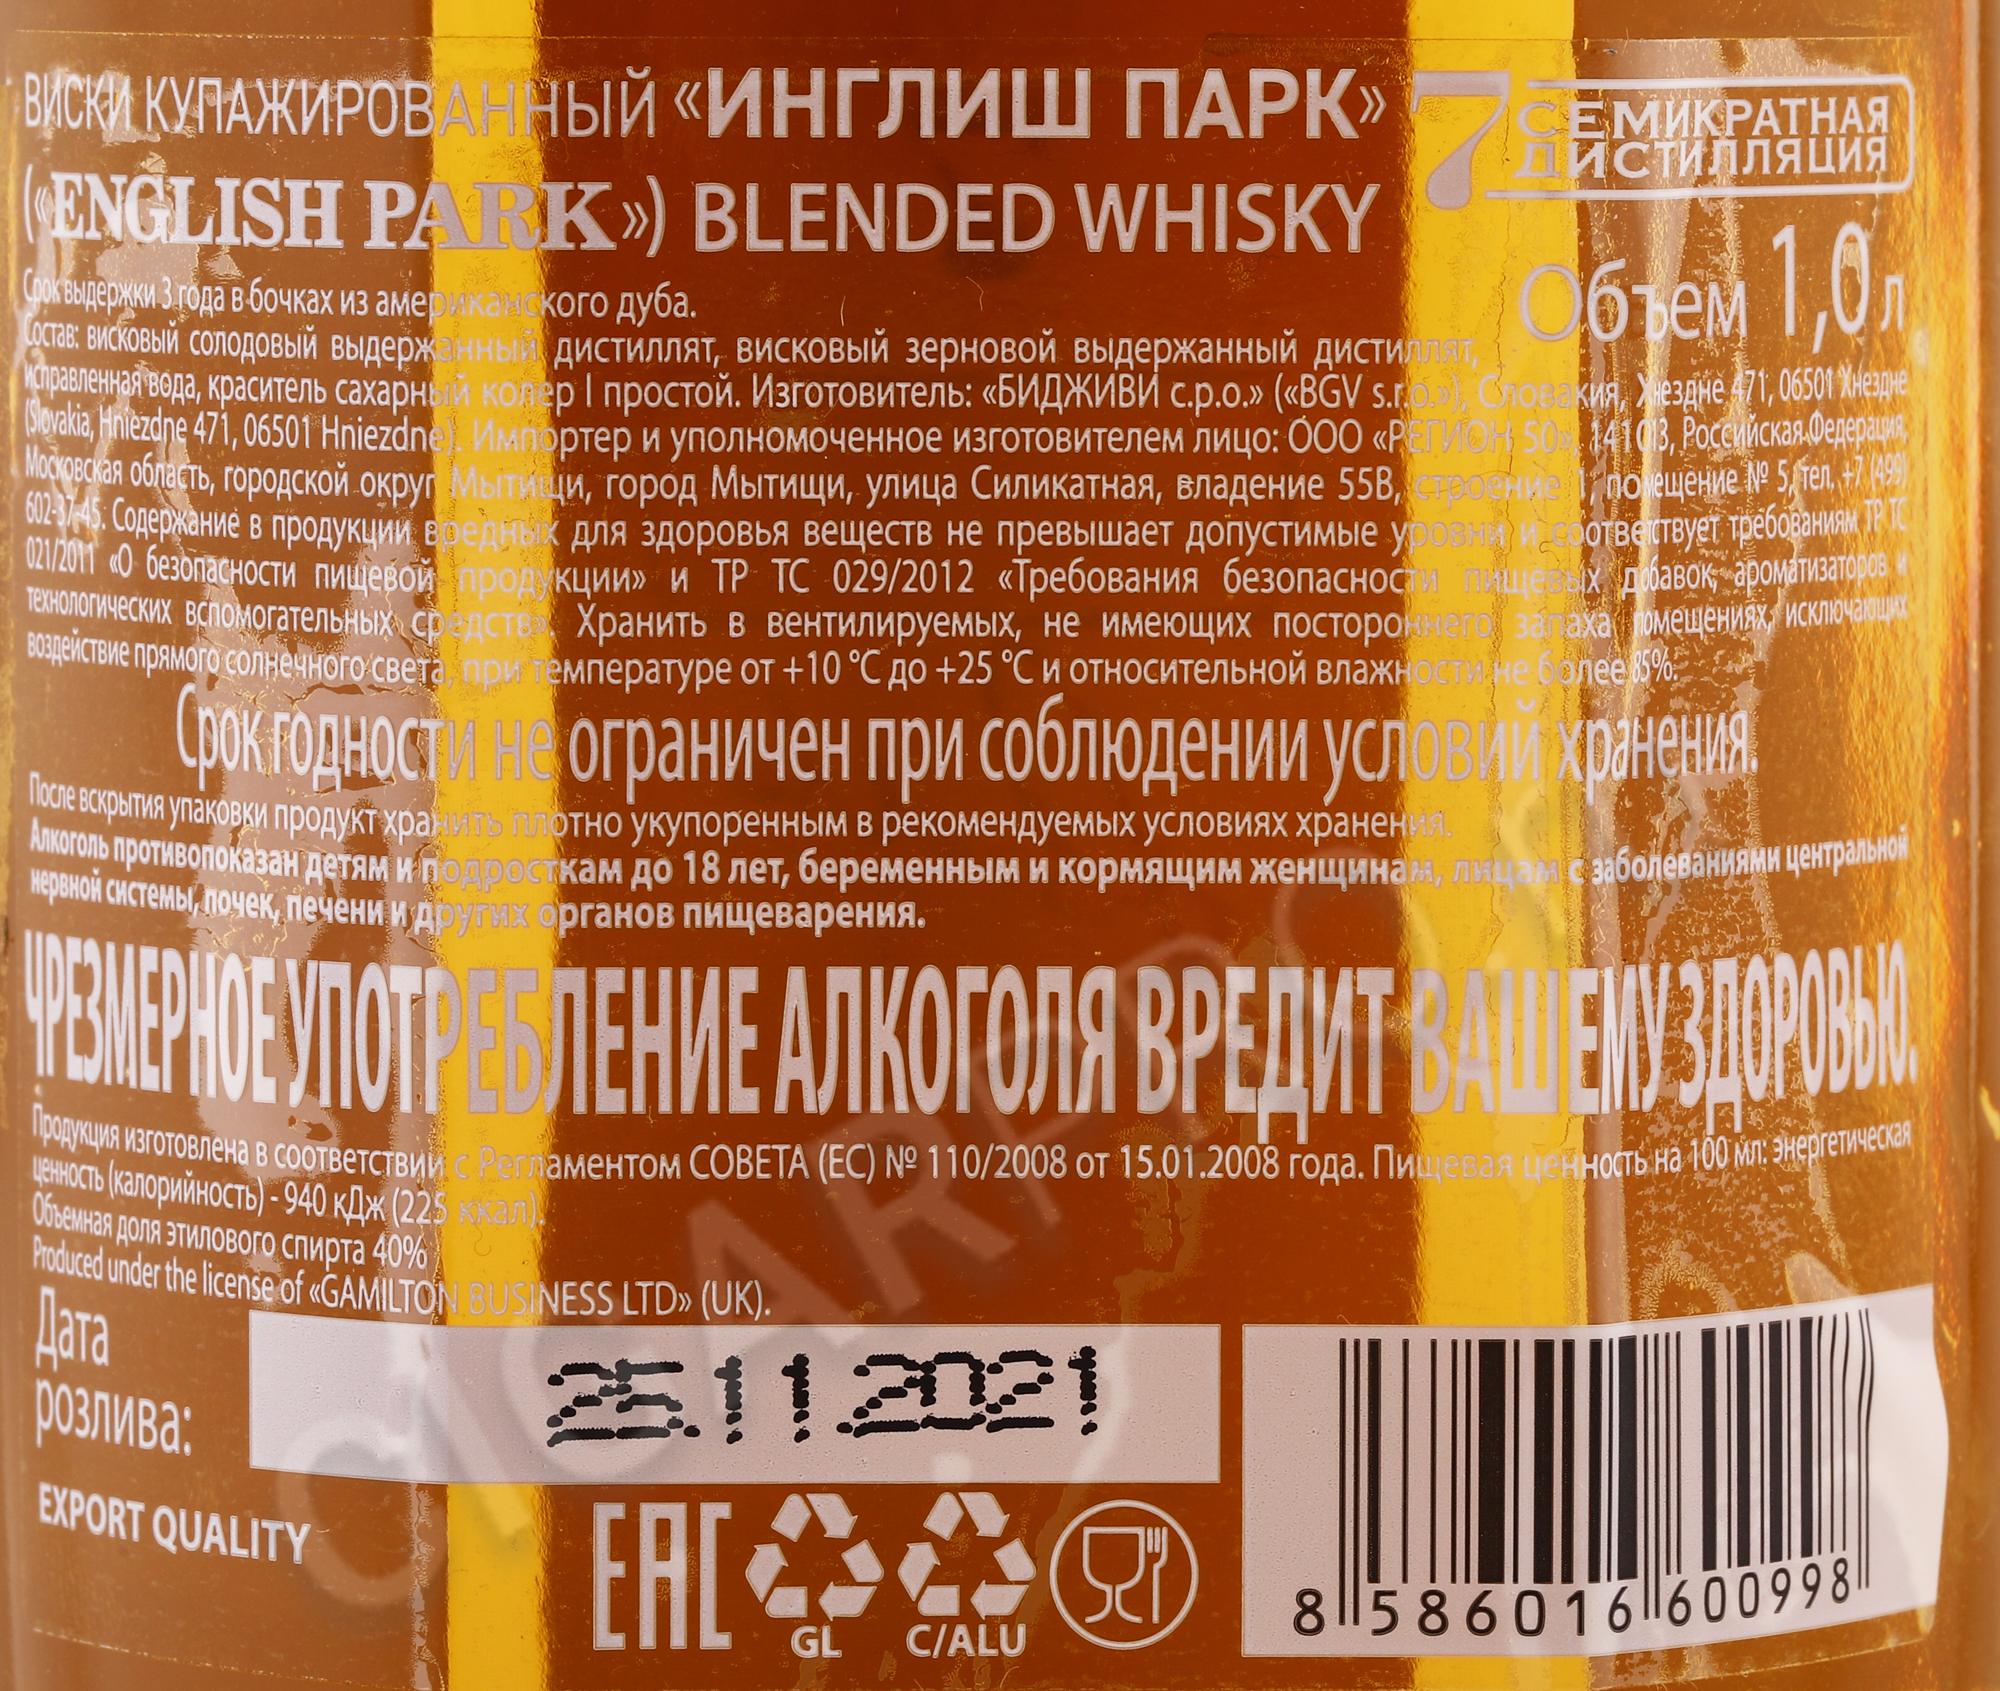 ВИСКИ КУПАЖИРОВАННЫЙ «ИНГЛИШ ПАРК»
(«ENGLISH PARK») BLENDED WHISKY
7 СЕМИКРАТНАЯ
ДИСТИЛЛЯЦИЯ
Объем 1,0 л
Срок выдержки 3 года в бочках из американского дуба.
Состав: висковый солодовый выдержанный дистиллят, висковый зерновой выдержанный дистиллят,
исправленная вода, краситель сахарный колер I простой. Изготовитель: «БИДЖИВИ с.р.о.» («BGV s.r.o.»), Словакия, Хнездне 471, 06501 Хнездне
(Slovakia, Hniezdne 471, 06501 Hniezdne). Импортер и уполномоченное изготовителем лицо: ООО «РЕГИОН 50», 141013, Российская Федерация,
Московская область, городской округ Мытищи, город Мытищи, улица Силикатная, владение 55В, строение 1, помещение № 5, тел. +7 (499)
602-37-45. Содержание в продукции вредных для здоровья веществ не превышает допустимые уровни и соответствует требованиям ТР ТС
021/2011 «О безопасности пищевой продукции» и ТР ТС 029/2012 «Требования безопасности пищевых добавок, ароматизаторов и
технологических вспомогательных средств». Хранить в вентилируемых, не имеющих постороннего запаха помещениях, исключающих
воздействие прямого солнечного света, при температуре от +10 °С до +25 °С и относительной влажности не более 85%.
Срок годности не ограничен при соблюдении условий хранения.
После вскрытия упаковки продукт хранить плотно укупоренным в рекомендуемых условиях хранения.
Алкоголь противопоказан детям и подросткам до 18 лет, беременным и кормящим женщинам, лицам с заболеваниями центральной
нервной системы, почек, печени и других органов пищеварения.
ЧРЕЗМЕРНОЕ УПОТРЕБЛЕНИЕ АЛКОГОЛЯ ВРЕДИТ ВАШЕМУ ЗДОРОВЬЮ.
Продукция изготовлена в соответствии с Регламентом СОВЕТА (ЕС) № 110/2008 от 15.01.2008 года. Пищевая ценность на 100 мл: энергетическая
ценность (калорийность) - 940 кДж (225 ккал).
Объемная доля этилового спирта 40%
Produced under the license of «GAMILTON BUSINESS LTD» (UK).
Дата
розлива:
25.11.2021
EXPORT QUALITY
EAC
GL
C/ALU
8 586016 600998